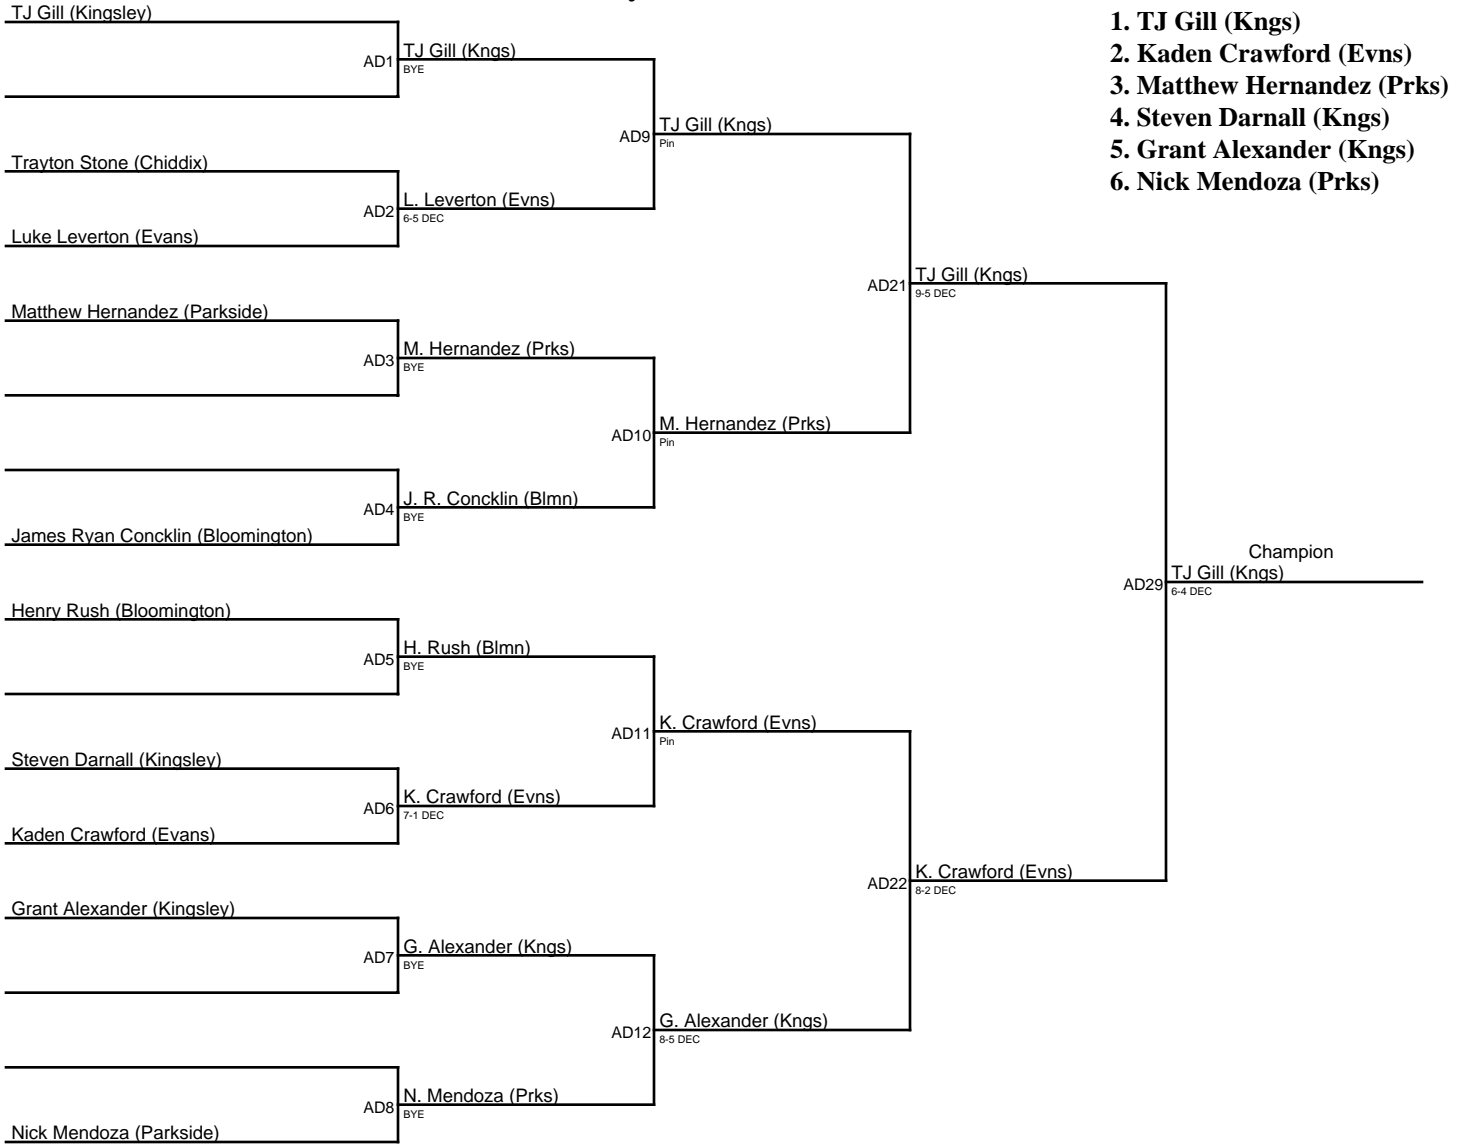 TJ Gill (Kingsley)
1. TJ Gill (Kngs)
2. Kaden Crawford (Evns)
3. Matthew Hernandez (Prks)
4. Steven Darnall (Kngs)
5. Grant Alexander (Kngs)
6. Nick Mendoza (Prks)
AD1
TJ Gill (Kngs)
BYE
AD9
TJ Gill (Kngs)
Pin
Trayton Stone (Chiddix)
AD2
L. Leverton (Evns)
6-5 DEC
Luke Leverton (Evans)
AD21
TJ Gill (Kngs)
9-5 DEC
Matthew Hernandez (Parkside)
AD3
M. Hernandez (Prks)
BYE
AD10
M. Hernandez (Prks)
Pin
AD4
J. R. Concklin (Blmn)
BYE
James Ryan Concklin (Bloomington)
Champion
AD29
TJ Gill (Kngs)
6-4 DEC
Henry Rush (Bloomington)
AD5
H. Rush (Blmn)
BYE
AD11
K. Crawford (Evns)
Pin
Steven Darnall (Kingsley)
AD6
K. Crawford (Evns)
7-1 DEC
Kaden Crawford (Evans)
AD22
K. Crawford (Evns)
8-2 DEC
Grant Alexander (Kingsley)
AD7
G. Alexander (Kngs)
BYE
AD12
G. Alexander (Kngs)
8-5 DEC
AD8
N. Mendoza (Prks)
BYE
Nick Mendoza (Parkside)